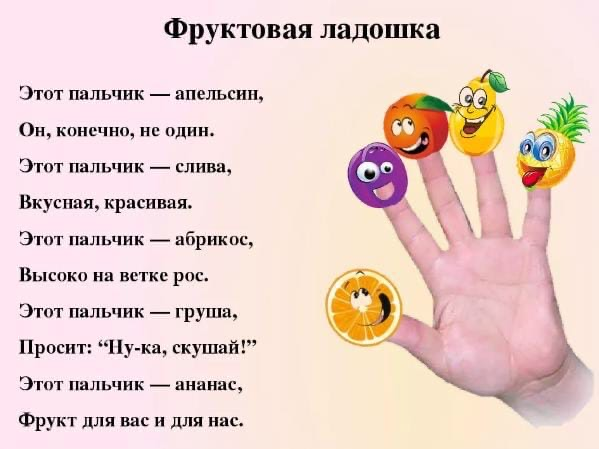 Фруктовая ладошка
Этот пальчик — апельсин,
Он, конечно, не один.
Этот пальчик — слива,
Вкусная, красивая.
Этот пальчик — абрикос,
Высоко на ветке рос.
Этот пальчик — груша,
Просит: “Ну-ка, скушай!”
Этот пальчик — ананас,
Фрукт для вас и для нас.